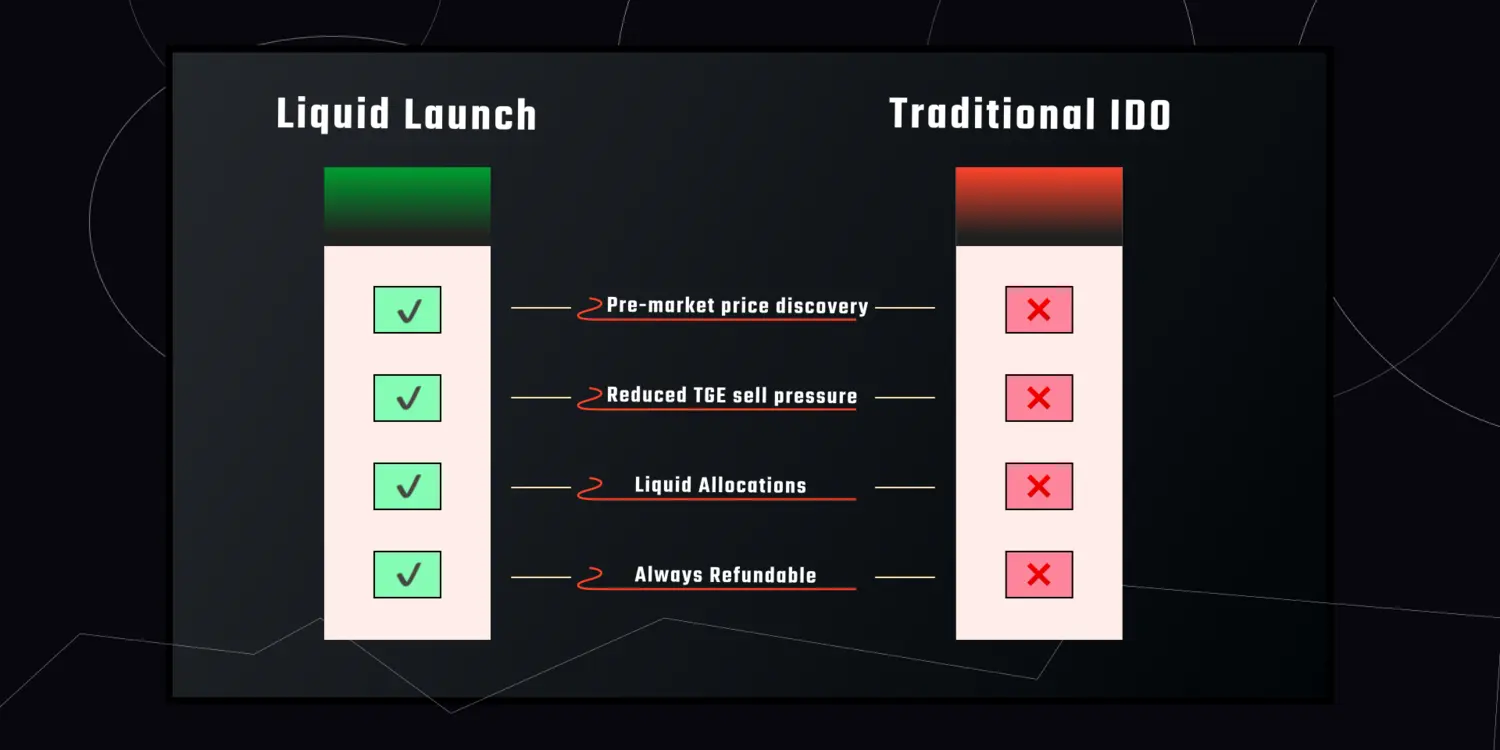 Liquid Launch
Traditional IDO
Pre-market price discovery
Reduced TGE sell pressure
Liquid Allocations
Always Refundable